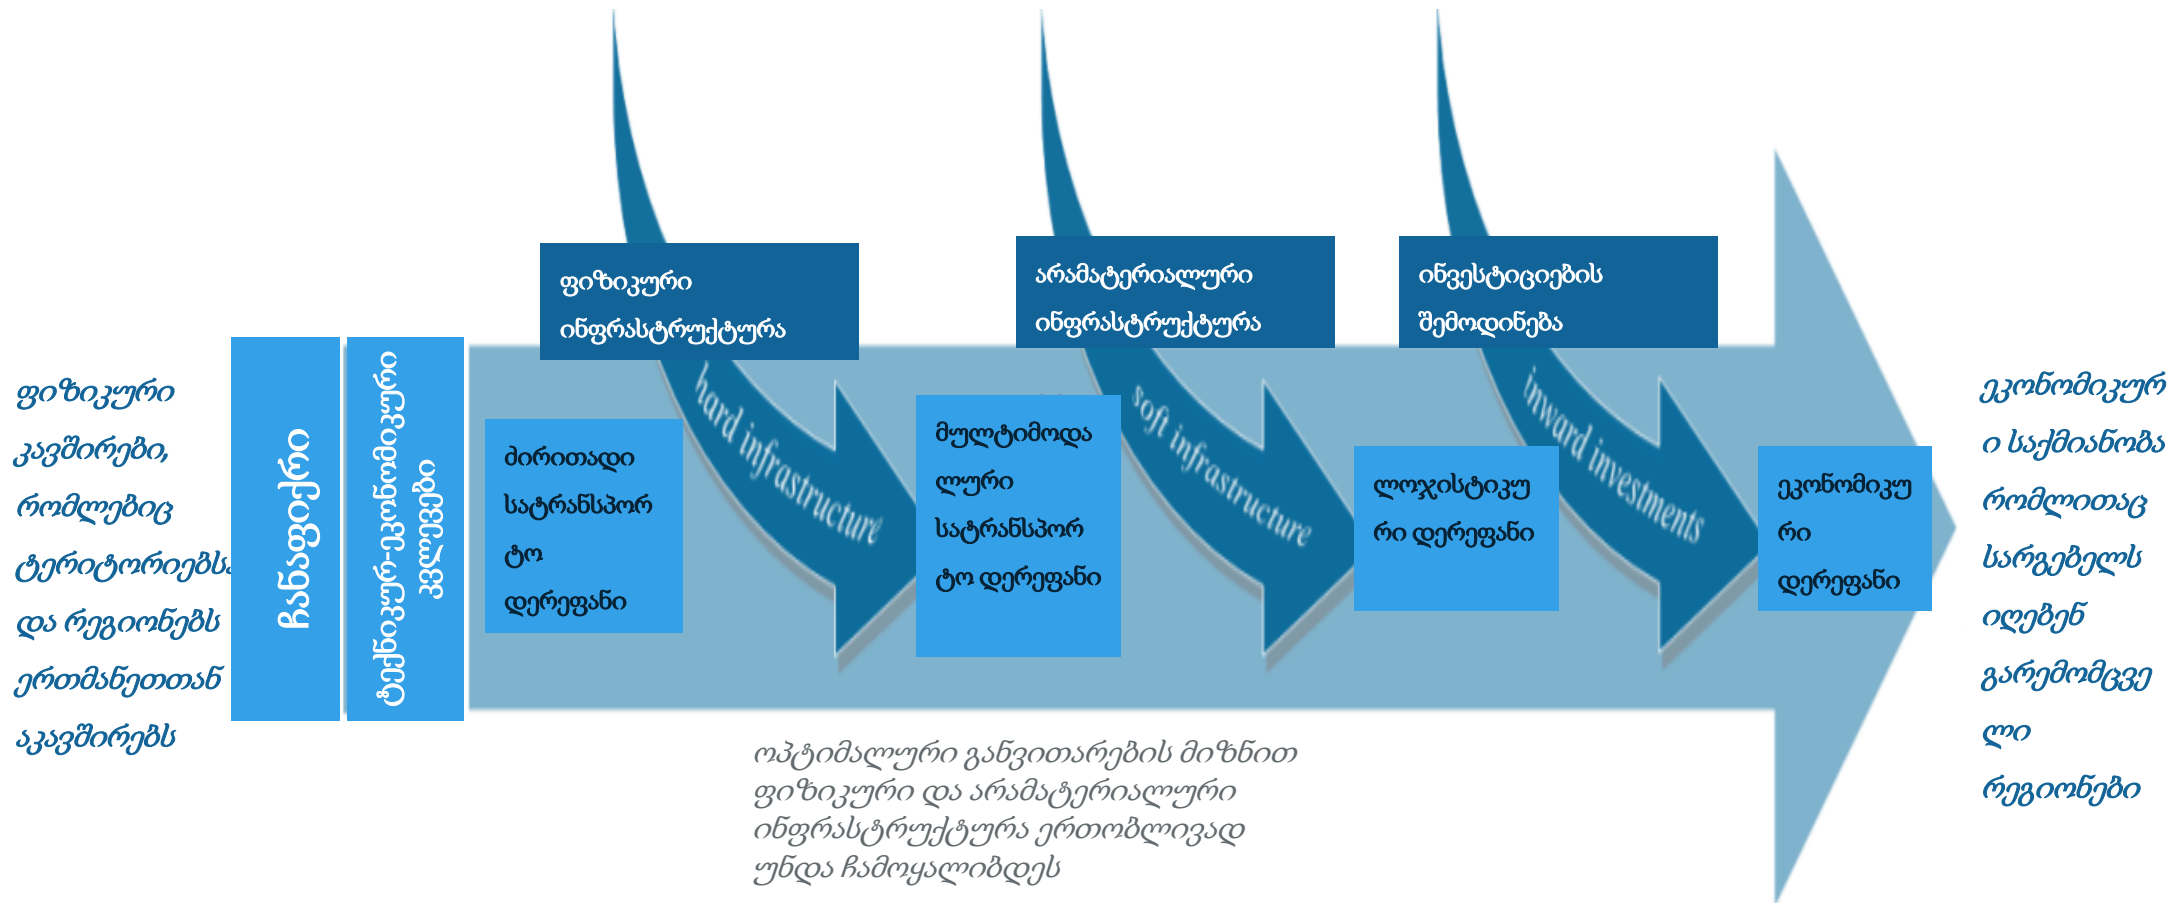 ფიზიკური
კავშირები,
რომლებიც
ტერიტორიებსა
და რეგიონებს
ერთმანეთთან
აკავშირებს
ჩანაფიქრი
ტექნიკურ-ეკონომიკური
კვლევები
ფიზიკური
ინფრასტრუქტურა
hard infrastructure
ძირითადი
სატრანსპორ
ტო
დერეფანი
არამატერიალური
ინფრასტრუქტურა
soft infrastructure
მულტიმოდა
ლური
სატრანსპორ
ტო დერეფანი
ინვესტიციების
შემოდინება
inward investments
ლოჯისტიკუ
რი დერეფანი
ეკონომიკუ
რი
დერეფანი
ეკონომიკურ
ი საქმიანობა
რომლითაც
სარგებელს
იღებენ
გარემომცვე
ლი
რეგიონები
ოპტიმალური განვითარების მიზნით
ფიზიკური და არამატერიალური
ინფრასტრუქტურა ერთობლივად
უნდა ჩამოყალიბდეს